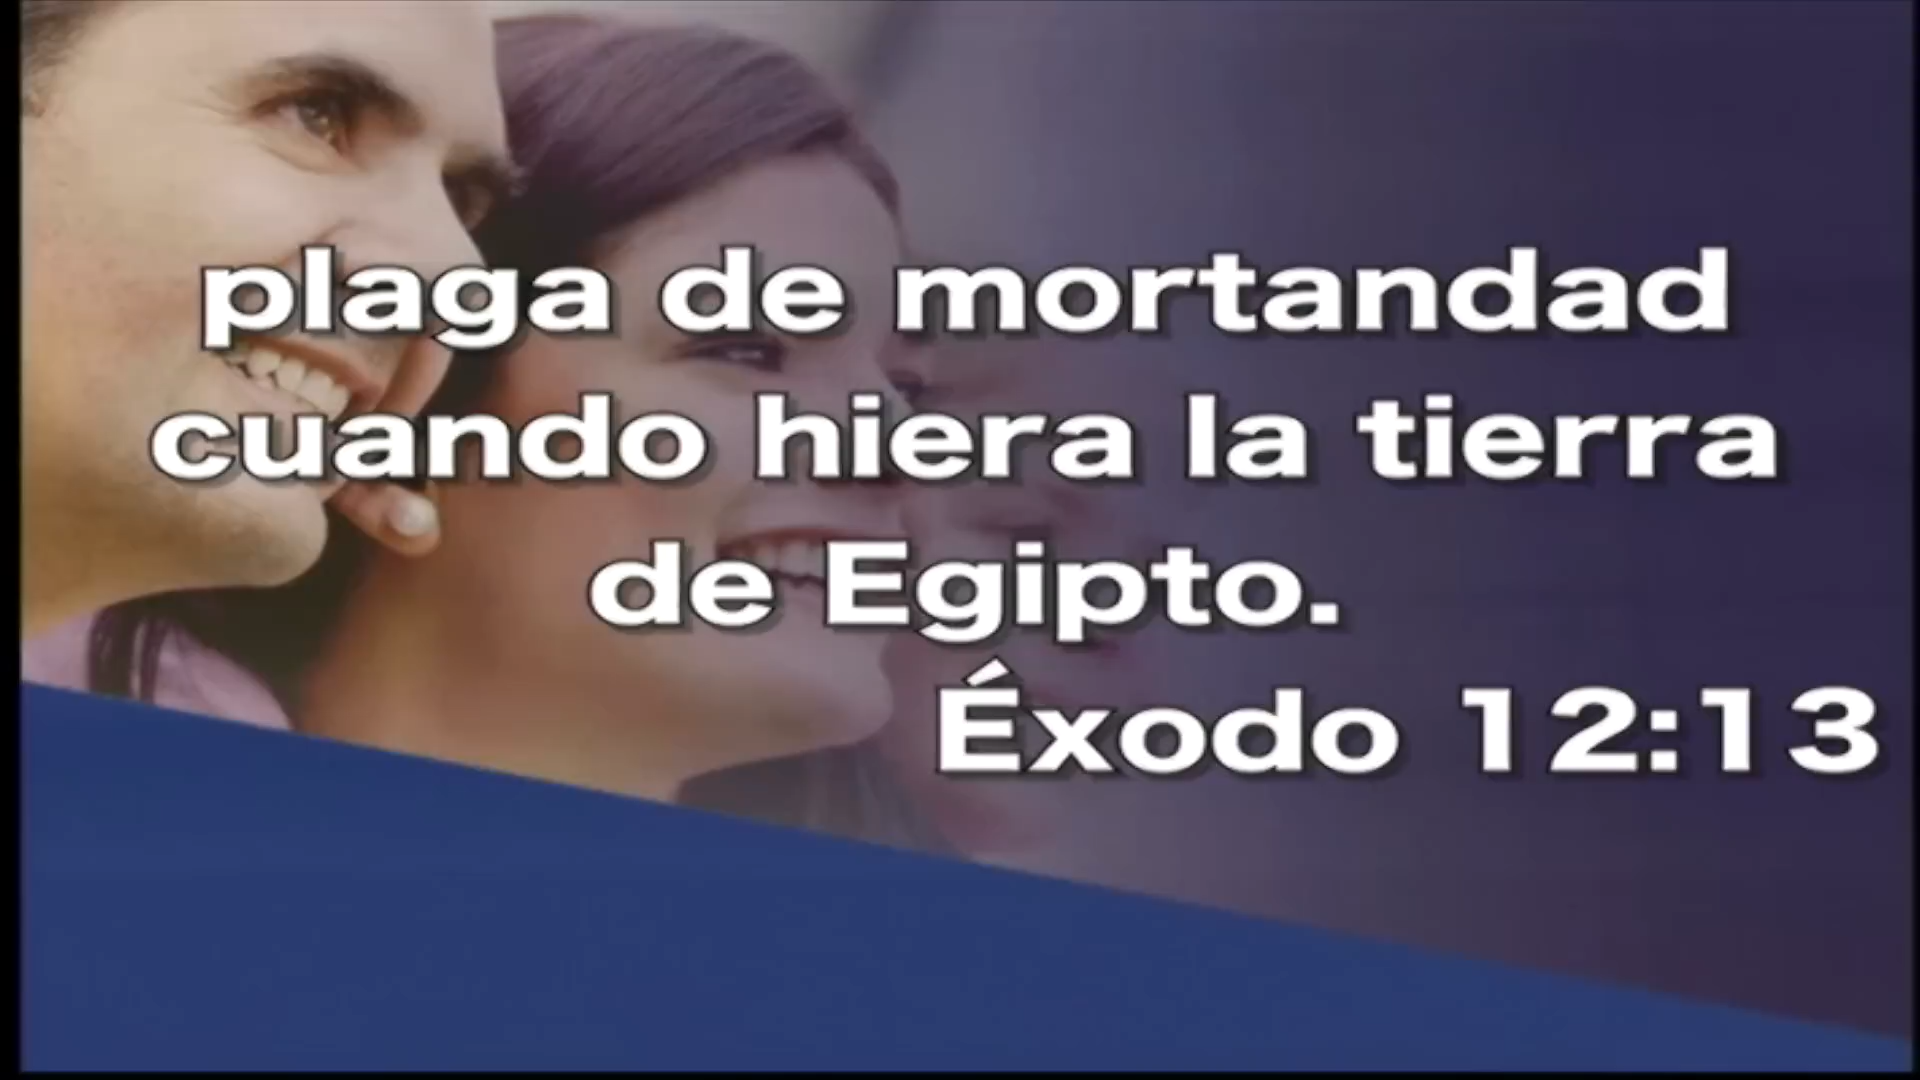 plaga de mortandad
cuando hiera la tierra
de Egipto.
Éxodo 12:13